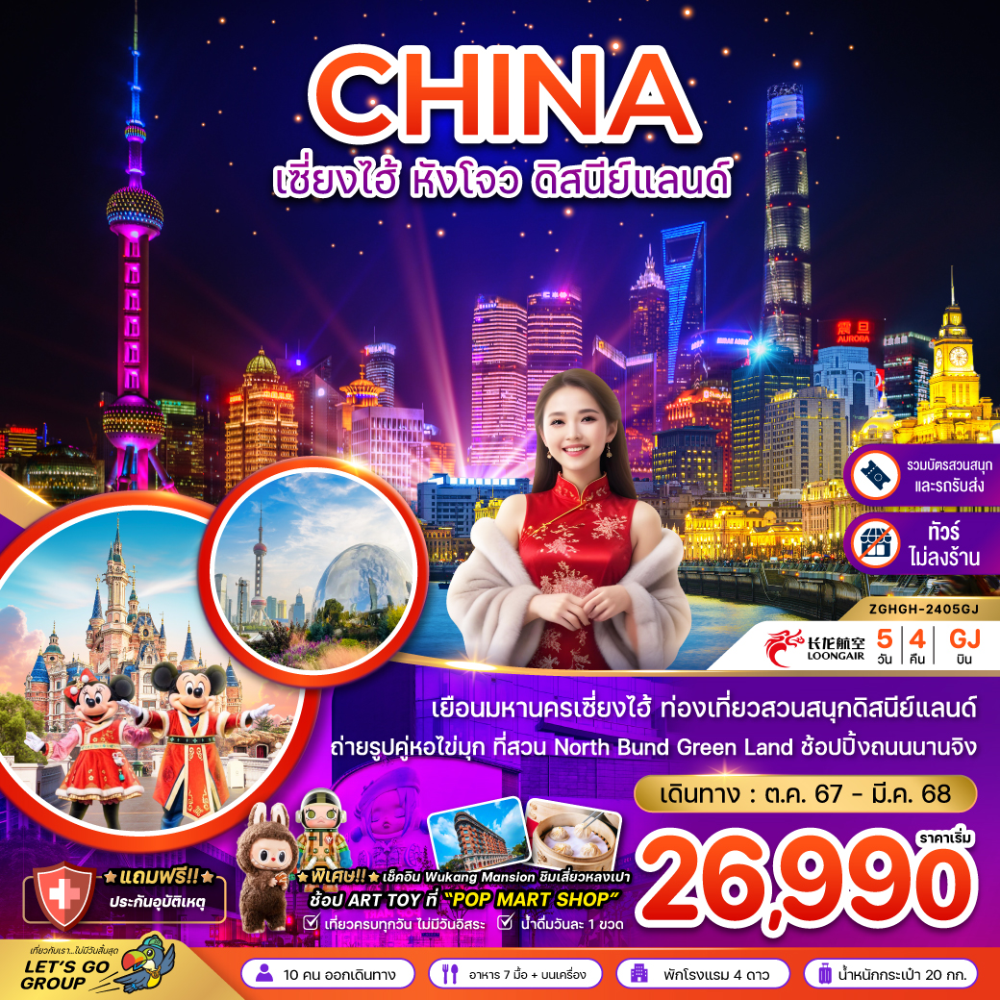 CHINA
เซี่ยงไฮ้ หังโจว ดิสนีย์แลนด์
震旦
AURORA
รวมบัตรสวนสนุก
และรถรับส่ง
ทัวร์
ไม่ลงร้าน
ZGHGH-2405GJ
长龙航空
LOONGAIR
5 วัน
4 คืน
GJ บิน
เยือนมหานครเซี่ยงไฮ้ ท่องเที่ยวสวนสนุกดิสนีย์แลนด์
ถ่ายรูปคู่หอไข่มุก ที่สวน North Bund Green Land ช้อปปิ้งถนนนานจิง
เดินทาง : ต.ค. 67 - มี.ค. 68
ราคาเริ่ม
26,990
แถมฟรี!!
ประกันอุบัติเหตุ
พิเศษ!! เช็คอิน Wukang Mansion ชิมเสี่ยวหลงเปา
ช้อป ART TOY ที่ "POP MART SHOP"
เที่ยวครบทุกวัน ไม่มีวันอิสระ
น้ำดื่มวันละ 1 ขวด
เที่ยวกับเรา...ไม่มีวันสิ้นสุด
LET'S GO
GROUP
10 คน ออกเดินทาง
อาหาร 7 มื้อ + บนเครื่อง
พักโรงแรม 4 ดาว
น้ำหนักกระเป๋า 20 กก.